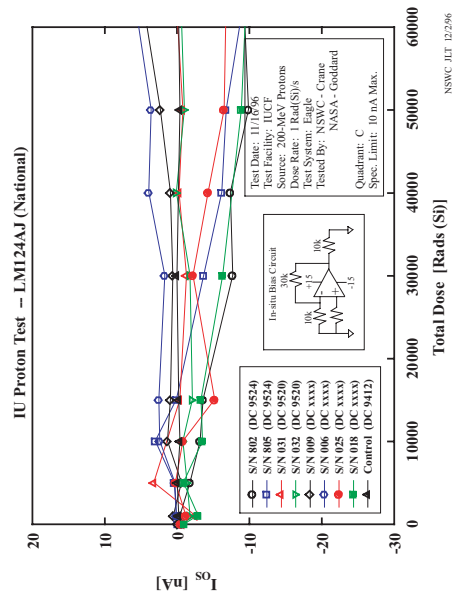 IU Proton Test -- LM124AJ (National)
I_OS [nA]
20
10
0
-10
-20
-30
0
10000
20000
30000
40000
50000
60000
Total Dose [Rads (Si)]
S/N 802 (DC 9524)
S/N 805 (DC 9524)
S/N 031 (DC 9520)
S/N 032 (DC 9520)
S/N 009 (DC xxxx)
S/N 006 (DC xxxx)
S/N 025 (DC xxxx)
S/N 018 (DC xxxx)
Control (DC 9412)
In-situ Bias Circuit
30k
10k
+15
-15
10k
Test Date: 11/16/96
Test Facility: IUCF
Source: 200-MeV Protons
Dose Rate: 1 Rad(Si)/s
Test System: Eagle
Tested By: NSWC - Crane
NASA - Goddard
Quadrant: C
Spec. Limit: 10 nA Max.
NSWC JLT 12/2/96